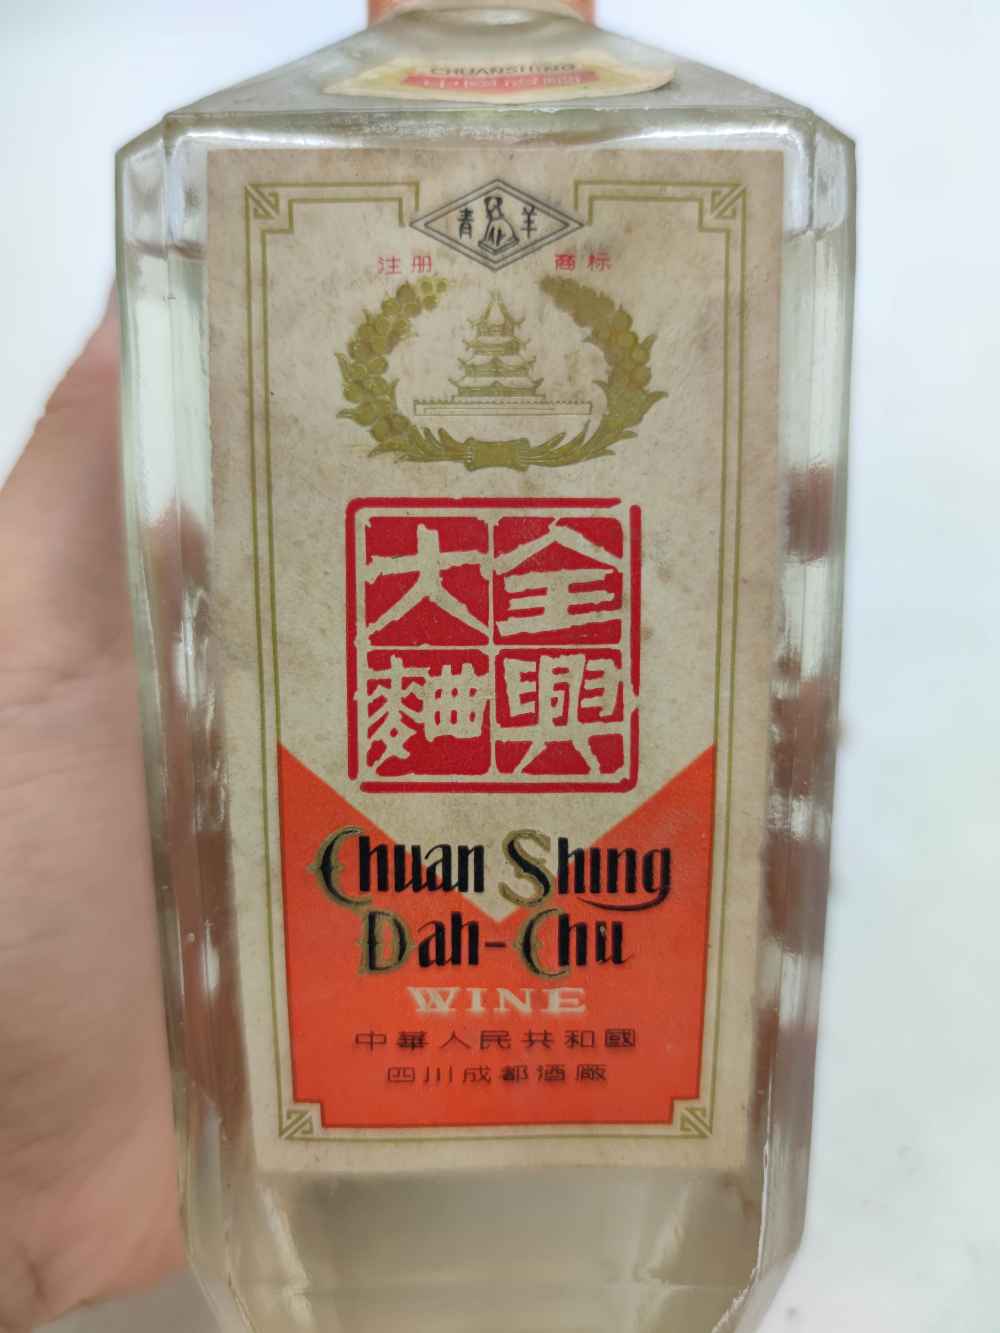 CHUANSHING
青羊
注册 商标
全興
大麯
Chuan Shing
Dah-Chu
WINE
中華人民共和國
四川成都酒廠